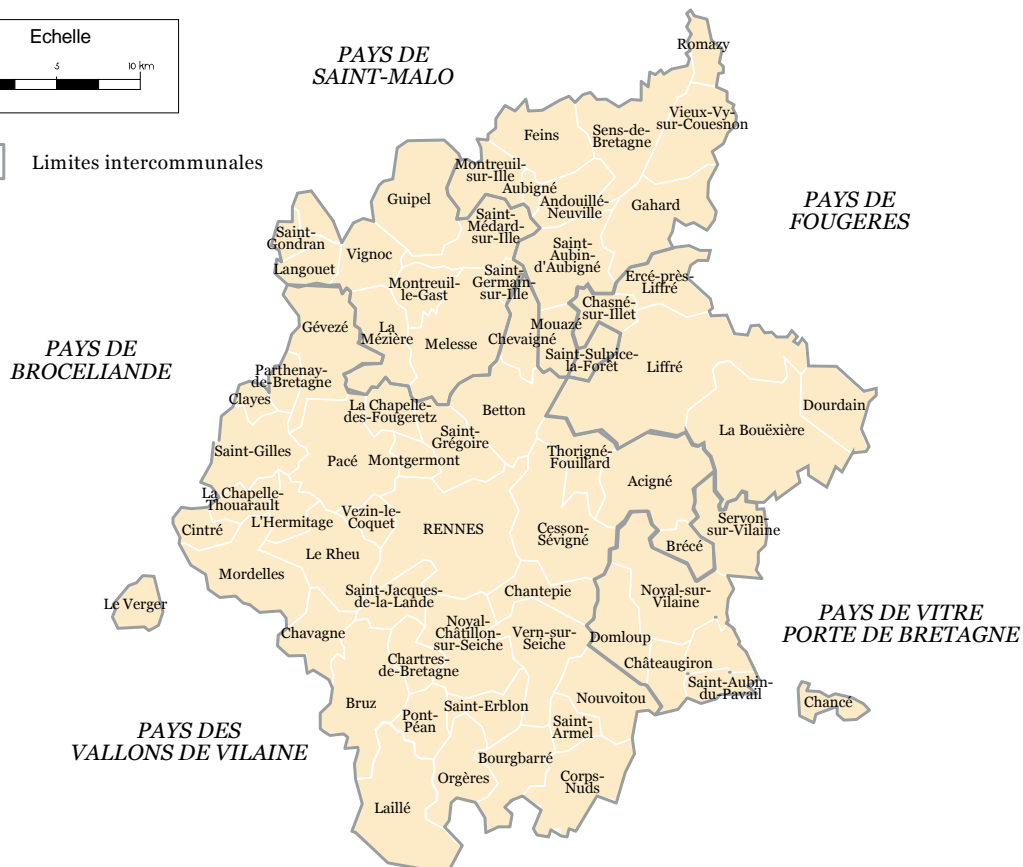 Echelle
5
10 km
Limites intercommunales
PAYS DE
SAINT-MALO
PAYS DE
FOUGERES
PAYS DE
BROCELIANDE
PAYS DE VITRE
PORTE DE BRETAGNE
PAYS DES
VALLONS DE VILAINE
Romazy
Vieux-Vy-
sur-Couesnon
Sens-de-
Bretagne
Feins
Montreuil-
sur-Ille
Aubigné
Andouillé-
Neuville
Gahard
Guipel
Saint-
Médard-
sur-Ille
Saint-
Gondran
Vignoc
Langouet
Saint-
Aubin-
d'Aubigné
Saint-
Germain-
sur-Ille
Montreuil-
le-Gast
Ercé-près-
Liffré
Chasné-
sur-Illet
Gévezé
La
Mézière
Melesse
Chevaigné
Mouazé
Saint-Sulpice-
la-Forêt
Liffré
Parthenay-
de-Bretagne
Clayes
La Chapelle-
des-Fougeretz
Betton
Dourdain
La Bouëxière
Saint-
Grégoire
Saint-Gilles
Pacé
Montgermont
Thorigné-
Fouillard
Acigné
La Chapelle-
Thouarault
L'Hermitage
Vezin-le-
Coquet
RENNES
Cesson-
Sévigné
Servon-
sur-Vilaine
Cintré
Brécé
Le Rheu
Mordelles
Saint-Jacques-
de-la-Lande
Chantepie
Noyal-sur-
Vilaine
Le Verger
Chavagne
Noyal-
Châtillon-
sur-Seiche
Vern-sur-
Seiche
Domloup
Chartres-
de-Bretagne
Châteaugiron
Saint-Aubin-
du-Pavail
Chancé
Bruz
Pont-
Péan
Saint-Erblon
Nouvoitou
Saint-
Armel
Bourgbarré
Orgères
Corps-
Nuds
Laillé